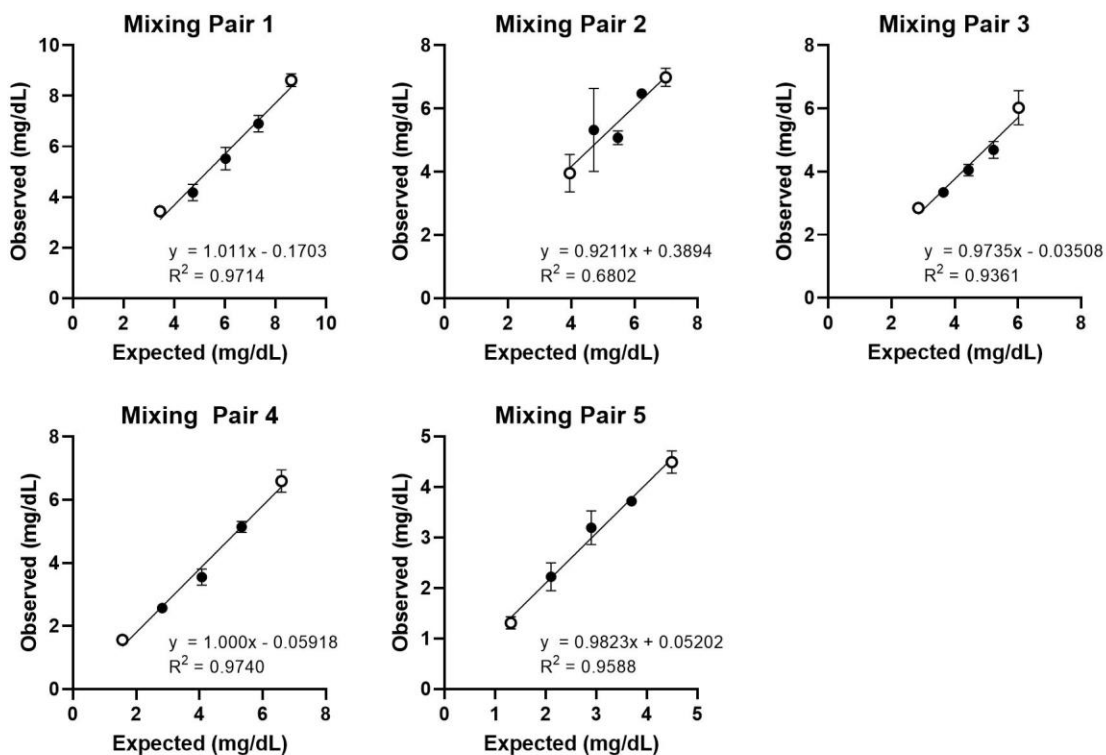 Mixing Pair 1
10
8
6
4
2
0
Observed (mg/dL)
y = 1.011x - 0.1703
R² = 0.9714
0 2 4 6 8 10
Expected (mg/dL)
Mixing Pair 2
8
6
4
2
0
Observed (mg/dL)
y = 0.9211x + 0.3894
R² = 0.6802
0 2 4 6 8
Expected (mg/dL)
Mixing Pair 3
8
6
4
2
0
Observed (mg/dL)
y = 0.9735x - 0.03508
R² = 0.9361
0 2 4 6 8
Expected (mg/dL)
Mixing Pair 4
8
6
4
2
0
Observed (mg/dL)
y = 1.000x - 0.05918
R² = 0.9740
0 2 4 6 8
Expected (mg/dL)
Mixing Pair 5
5
4
3
2
1
0
Observed (mg/dL)
y = 0.9823x + 0.05202
R² = 0.9588
0 1 2 3 4 5
Expected (mg/dL)